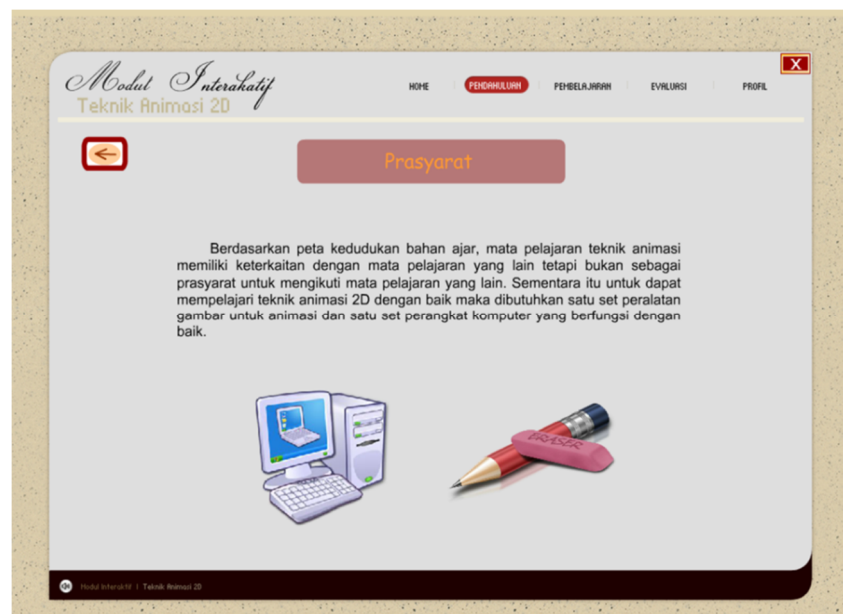 Modul Interakatif
Teknik Animasi 2D
HOME
PENDAHULUAN
PEMBELAJARAN
EVALUASI
PROFIL
X
Prasyarat
Berdasarkan peta kedudukan bahan ajar, mata pelajaran teknik animasi
memiliki keterkaitan dengan mata pelajaran yang lain tetapi bukan sebagai
prasyarat untuk mengikuti mata pelajaran yang lain. Sementara itu untuk dapat
mempelajari teknik animasi 2D dengan baik maka dibutuhkan satu set peralatan
gambar untuk animasi dan satu set perangkat komputer yang berfungsi dengan
baik.
ERASER
Modul Interaktif | Teknik Animasi 2D